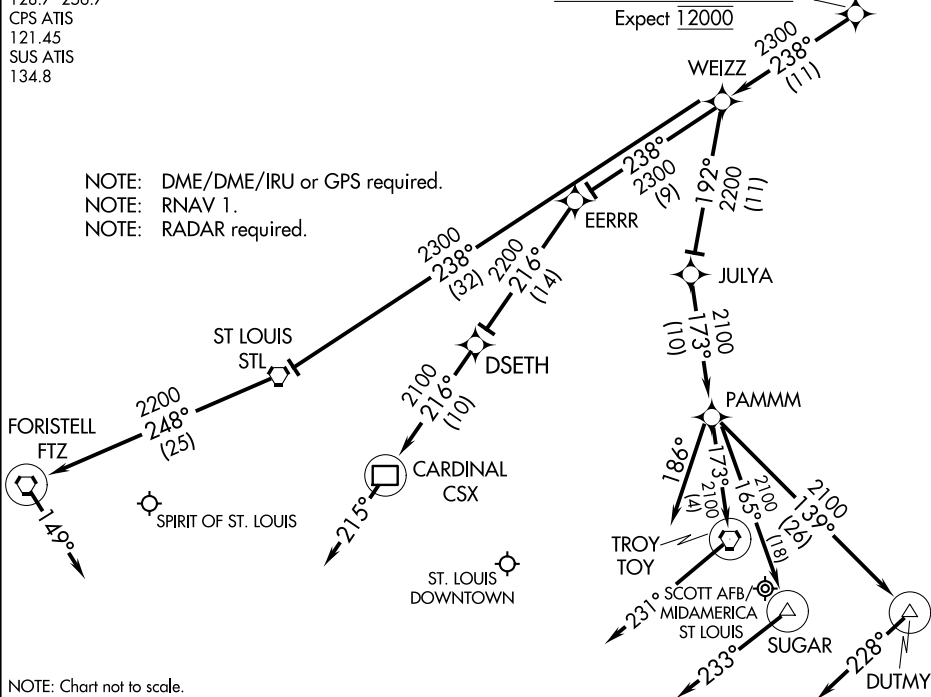 CPS ATIS
121.45
SUS ATIS
134.8
Expect 12000
2300
238°
(11)
WEIZZ
NOTE: DME/DME/IRU or GPS required.
NOTE: RNAV 1.
NOTE: RADAR required.
238°
2300
(9)
192°
2200
(11)
EERRR
2300
238°
(32)
2200
216°
(14)
JULYA
ST LOUIS
STL
DSETH
2100
173°
(10)
2100
216°
(10)
PAMMM
2200
248°
(25)
FORISTELL
FTZ
CARDINAL
CSX
186°
173°
2100
(4)
2100
165°
(18)
2100
139°
(26)
149°
SPIRIT OF ST. LOUIS
215°
TROY
TOY
ST. LOUIS
DOWNTOWN
231°
SCOTT AFB/
MIDAMERICA
ST LOUIS
SUGAR
233°
228°
DUTMY
NOTE: Chart not to scale.